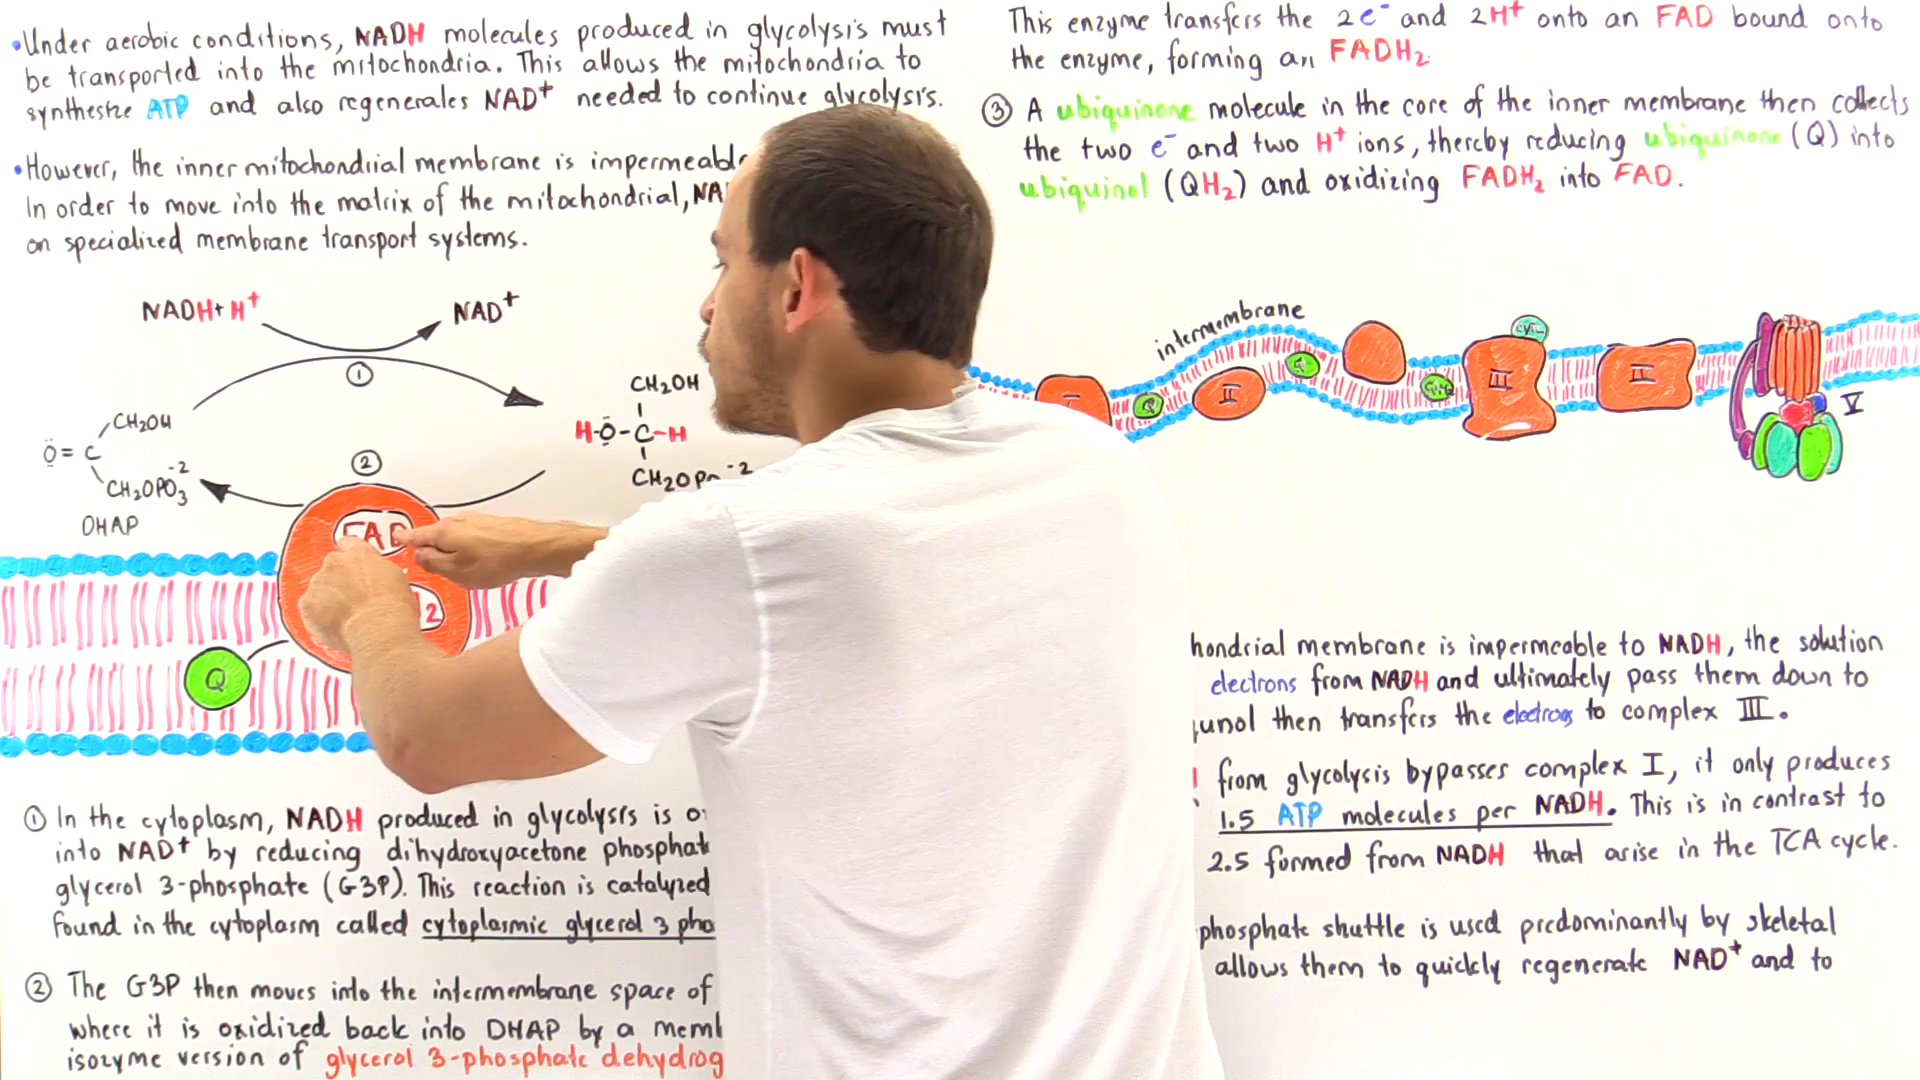 •Under aerobic conditions, NADH molecules produced in glycolysis must
be transported into the mitochondria. This allows the mitochondria to
synthesize ATP and also regenerates NAD⁺ needed to continue glycolysis.
•However, the inner mitochondrial membrane is impermeable
In order to move into the matrix of the mitochondrial, NA
on specialized membrane transport systems.
NADH + H⁺
NAD⁺
①
CH₂OH
Ö = C
CH₂OPO₃⁻²
DHAP
②
CH₂OH
H-Ö-C-H
CH₂OPO ⁻²
FAD
2
Q
① In the cytoplasm, NADH produced in glycolysis is
into NAD⁺ by reducing dihydroxyacetone phosphat
glycerol 3-phosphate (G3P). This reaction is catalyzed
found in the cytoplasm called cytoplasmic glycerol 3 pho
② The G3P then moves into the intermembrane space of
where it is oxidized back into DHAP by a mem
isozyme version of glycerol 3-phosphate dehydrog
This enzyme transfers the 2e⁻ and 2H⁺ onto an FAD bound onto
the enzyme, forming an FADH₂.
③ A ubiquinone molecule in the core of the inner membrane then collects
the two e⁻ and two H⁺ ions, thereby reducing ubiquinone (Q) into
ubiquinol (QH₂) and oxidizing FADH₂ into FAD.
intermembrane
I
Q
II
Q
III
Cyt c
IV
V
hondrial membrane is impermeable to NADH, the solution
electrons from NADH and ultimately pass them down to
quinol then transfers the electrons to complex III.
from glycolysis bypasses complex I, it only produces
1.5 ATP molecules per NADH. This is in contrast to
2.5 formed from NADH that arise in the TCA cycle.
phosphate shuttle is used predominantly by skeletal
allows them to quickly regenerate NAD⁺ and to